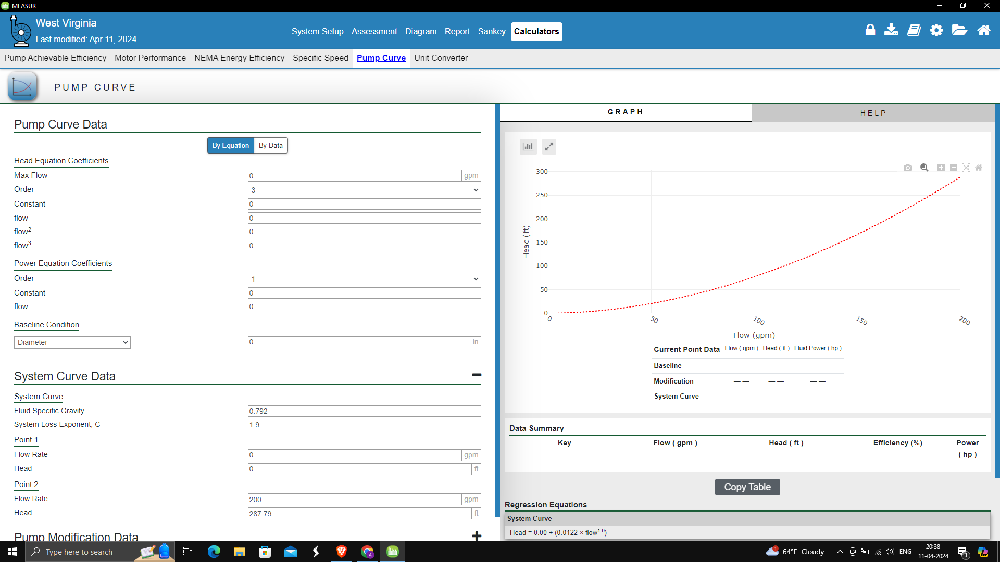 MEASUR
West Virginia
Last modified: Apr 11, 2024
System Setup Assessment Diagram Report Sankey Calculators
Pump Achievable Efficiency Motor Performance NEMA Energy Efficiency Specific Speed Pump Curve Unit Converter
PUMP CURVE
Pump Curve Data
By Equation By Data
Head Equation Coefficients
Max Flow 0 gpm
Order 3
Constant 0
flow 0
flow² 0
flow³ 0
Power Equation Coefficients
Order 1
Constant 0
flow 0
Baseline Condition
Diameter 0 in
System Curve Data
System Curve
Fluid Specific Gravity 0.792
System Loss Exponent, C 1.9
Point 1
Flow Rate 0 gpm
Head 0 ft
Point 2
Flow Rate 200 gpm
Head 287.79 ft
Pump Modification Data
GRAPH HELP
300
250
200
150
100
50
0
Head (ft)
0 50 100 150 200
Flow (gpm)
Current Point Data Flow ( gpm ) Head ( ft ) Fluid Power ( hp )
Baseline — — — — — —
Modification — — — — — —
System Curve — — — — — —
Data Summary
Key Flow ( gpm ) Head ( ft ) Efficiency (%) Power ( hp )
Copy Table
Regression Equations
System Curve
Head = 0.00 + (0.0122 × flow^1.9)
Type here to search
1 64°F Cloudy ENG 20:38
11-04-2024 3
A
PRE